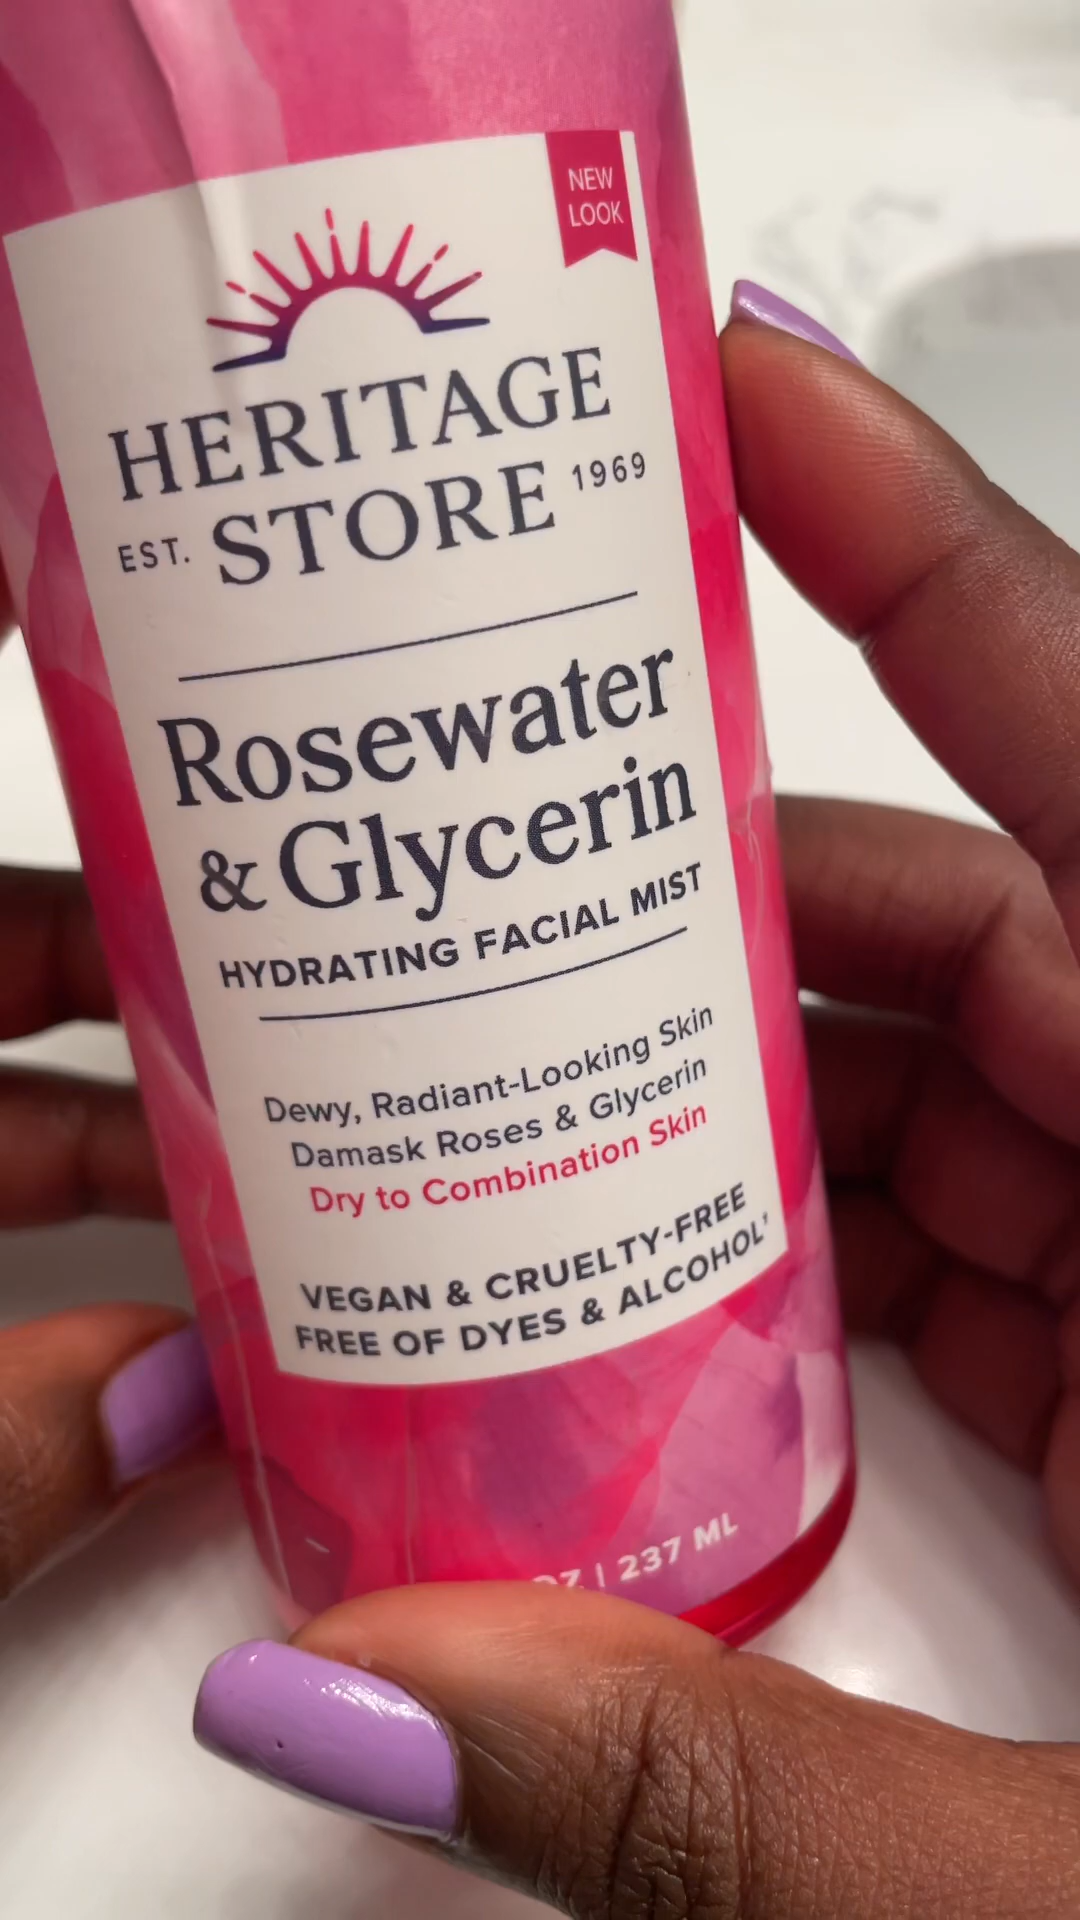 NEW
LOOK
HERITAGE
EST. STORE 1969
Rosewater
& Glycerin
HYDRATING FACIAL MIST
Dewy, Radiant-Looking Skin
Damask Roses & Glycerin
Dry to Combination Skin
VEGAN & CRUELTY-FREE
FREE OF DYES & ALCOHOL'
OZ | 237 ML